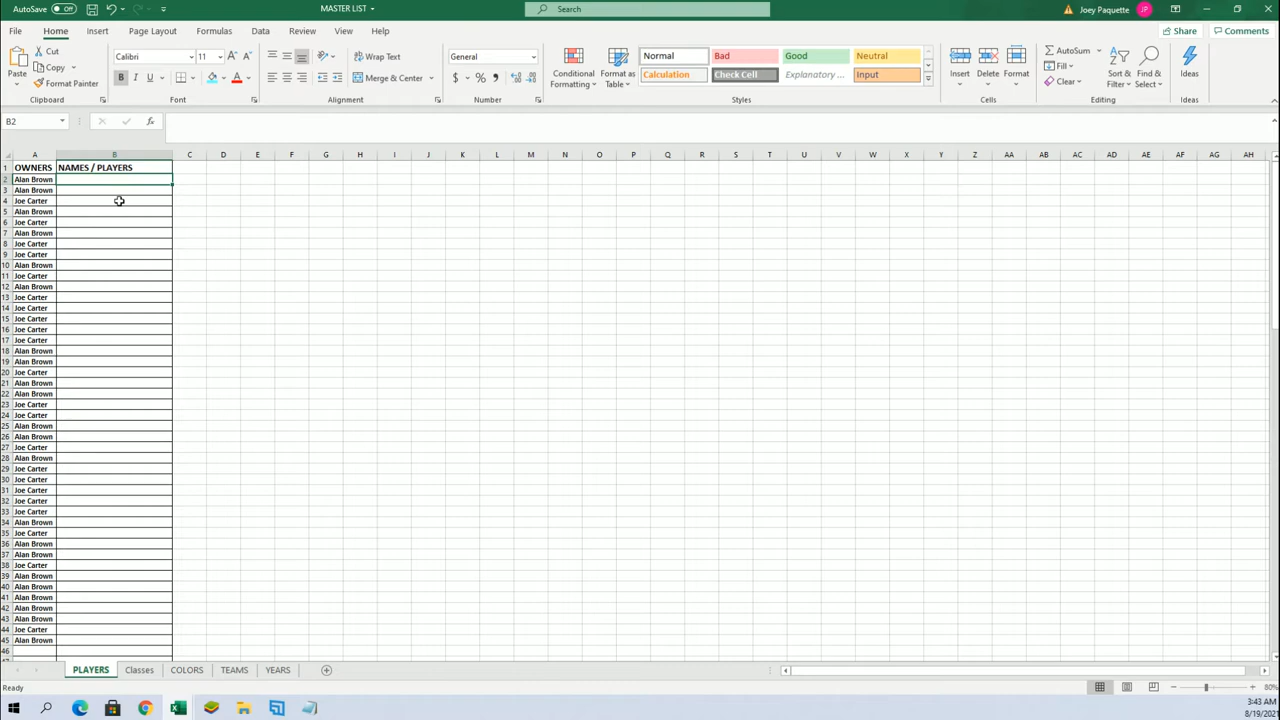 AutoSave Off MASTER LIST Search Joey Paquette JP
File Home Insert Page Layout Formulas Data Review View Help Share Comments
Paste Cut Copy Format Painter Clipboard
Calibri 11 A A B I U A Font
Wrap Text Merge & Center Alignment
General $ % , Number
Conditional Formatting Format as Table
Normal Bad Good Neutral
Calculation Check Cell Explanatory ... Input
Styles
Insert Delete Format Cells
AutoSum Fill Clear Sort & Filter Find & Select Editing
Ideas Ideas
B2 fx
A B C D E F G H I J K L M N O P Q R S T U V W X Y Z AA AB AC AD AE AF AG AH
1 OWNERS NAMES / PLAYERS
2 Alan Brown
3 Alan Brown
4 Joe Carter
5 Alan Brown
6 Joe Carter
7 Alan Brown
8 Joe Carter
9 Joe Carter
10 Alan Brown
11 Joe Carter
12 Alan Brown
13 Joe Carter
14 Joe Carter
15 Joe Carter
16 Joe Carter
17 Joe Carter
18 Alan Brown
19 Alan Brown
20 Joe Carter
21 Alan Brown
22 Alan Brown
23 Joe Carter
24 Joe Carter
25 Alan Brown
26 Alan Brown
27 Joe Carter
28 Alan Brown
29 Joe Carter
30 Joe Carter
31 Joe Carter
32 Joe Carter
33 Joe Carter
34 Alan Brown
35 Joe Carter
36 Alan Brown
37 Alan Brown
38 Joe Carter
39 Alan Brown
40 Alan Brown
41 Alan Brown
42 Alan Brown
43 Alan Brown
44 Joe Carter
45 Alan Brown
46
PLAYERS Classes COLORS TEAMS YEARS
Ready 80%
3:43 AM
8/19/2021